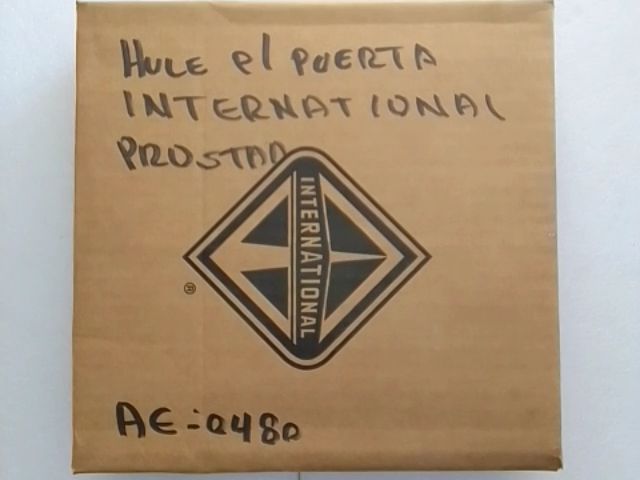 HULE P/ PUERTA
INTERNATIONAL
PROSTAR
INTERNATIONAL
®
AE-0480